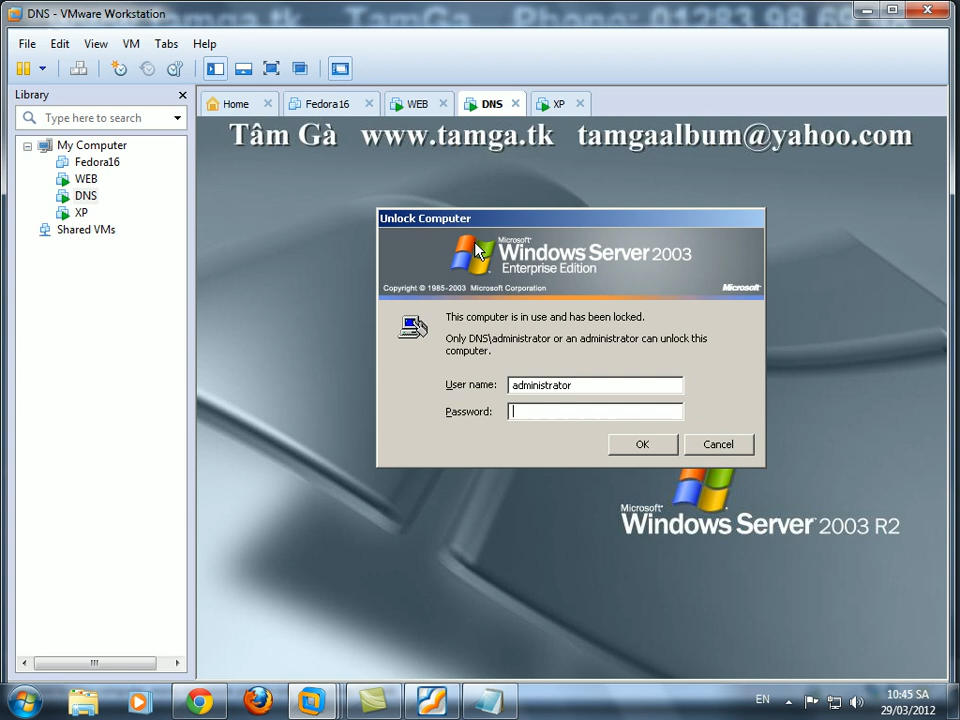 DNS - VMware Workstation
File Edit View VM Tabs Help
Library
Type here to search
My Computer
Fedora16
WEB
DNS
XP
Shared VMs
Home
Fedora16
WEB
DNS
XP
Tâm Gà www.tamga.tk tamgaalbum@yahoo.com
Unlock Computer
Microsoft
Windows Server 2003
Enterprise Edition
Copyright © 1985-2003 Microsoft Corporation
Microsoft
This computer is in use and has been locked.
Only DNS\administrator or an administrator can unlock this
computer.
User name: administrator
Password:
OK Cancel
Microsoft
Windows Server 2003 R2
EN
10:45 SA
29/03/2012